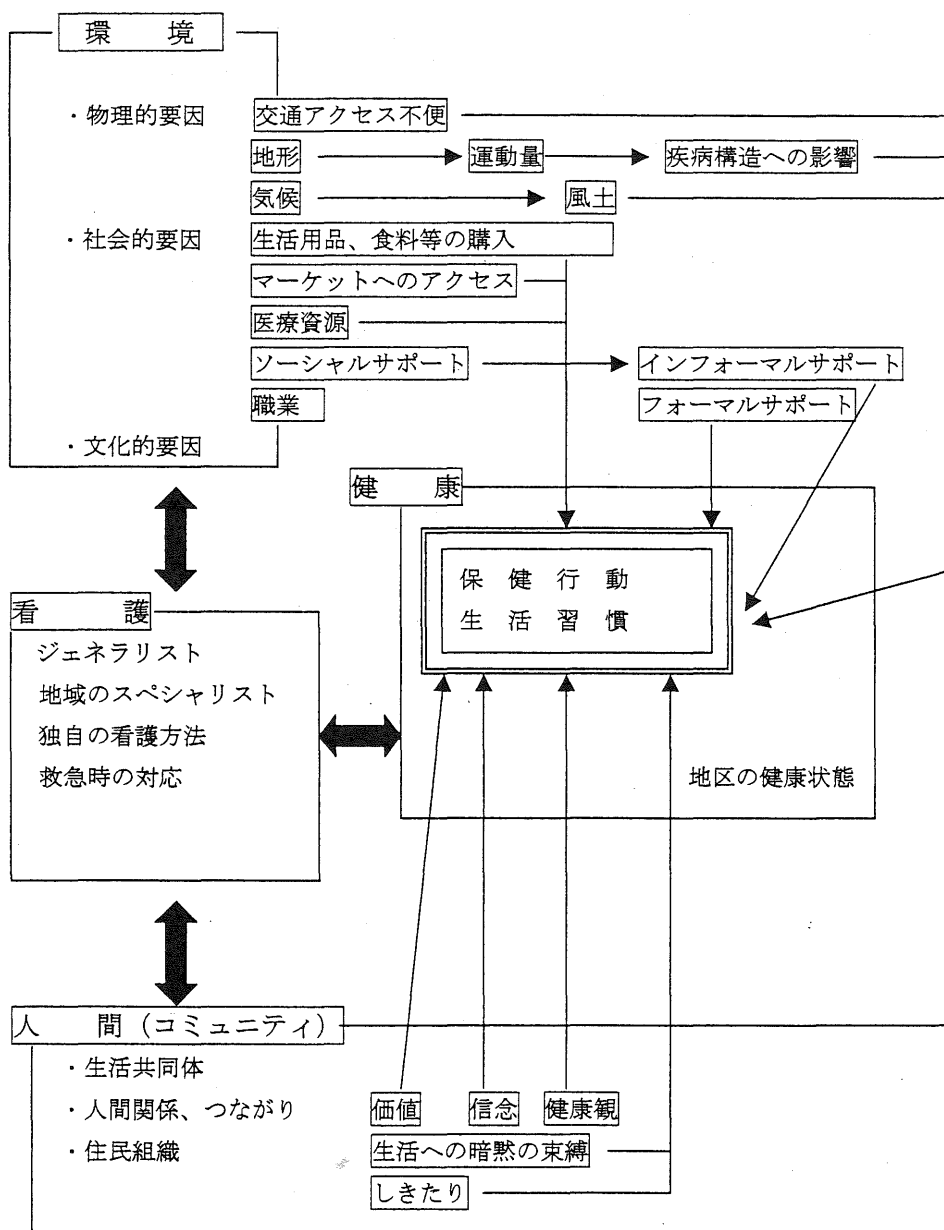 環 境
・物理的要因 交通アクセス不便
地形 運動量 疾病構造への影響
気候 風土
・社会的要因 生活用品、食料等の購入
マーケットへのアクセス
医療資源
ソーシャルサポート インフォーマルサポート
職業 フォーマルサポート
・文化的要因
健 康
保 健 行 動
生 活 習 慣
看 護
ジェネラリスト
地域のスペシャリスト
独自の看護方法
救急時の対応
地区の健康状態
人 間（コミュニティ）
・生活共同体
・人間関係、つながり 価値 信念 健康観
・住民組織 生活への暗黙の束縛
しきたり